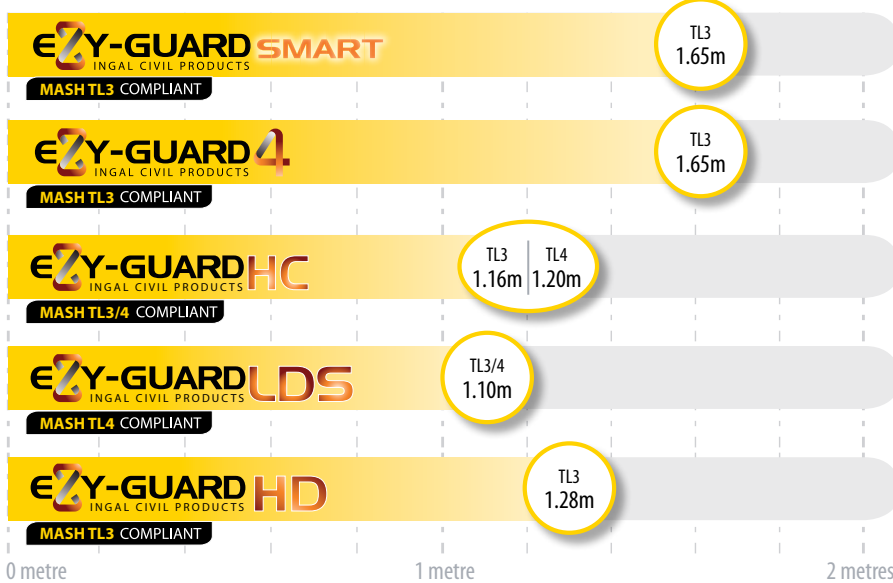 EZY-GUARD SMART
INGAL CIVIL PRODUCTS
MASH TL3 COMPLIANT
TL3
1.65m
EZY-GUARD 4
INGAL CIVIL PRODUCTS
MASH TL3 COMPLIANT
TL3
1.65m
EZY-GUARD HC
INGAL CIVIL PRODUCTS
MASH TL3/4 COMPLIANT
TL3 TL4
1.16m 1.20m
EZY-GUARD LDS
INGAL CIVIL PRODUCTS
MASH TL4 COMPLIANT
TL3/4
1.10m
EZY-GUARD HD
INGAL CIVIL PRODUCTS
MASH TL3 COMPLIANT
TL3
1.28m
0 metre 1 metre 2 metres